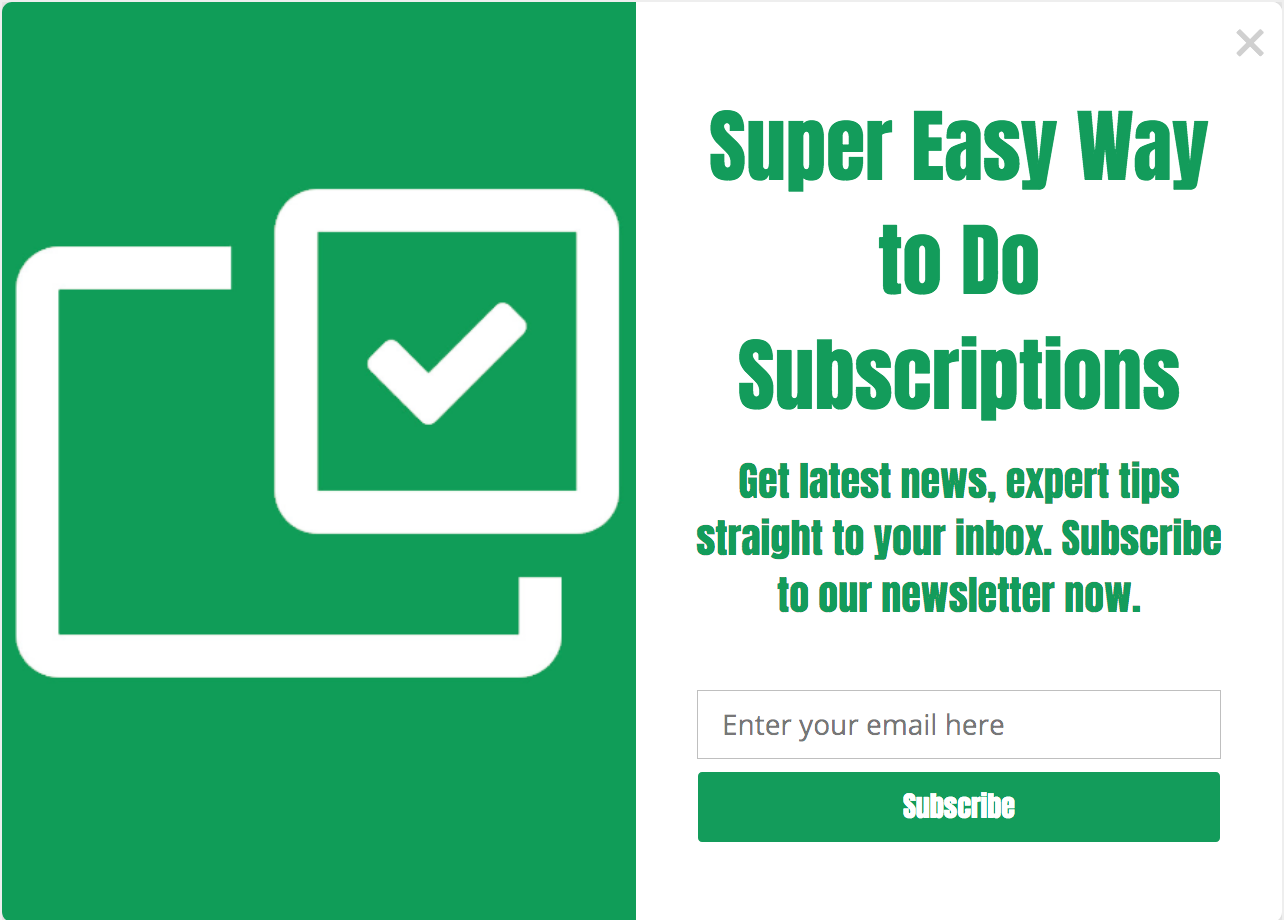 Super Easy Way
to Do
Subscriptions
Get latest news, expert tips
straight to your inbox. Subscribe
to our newsletter now.
Enter your email here
Subscribe